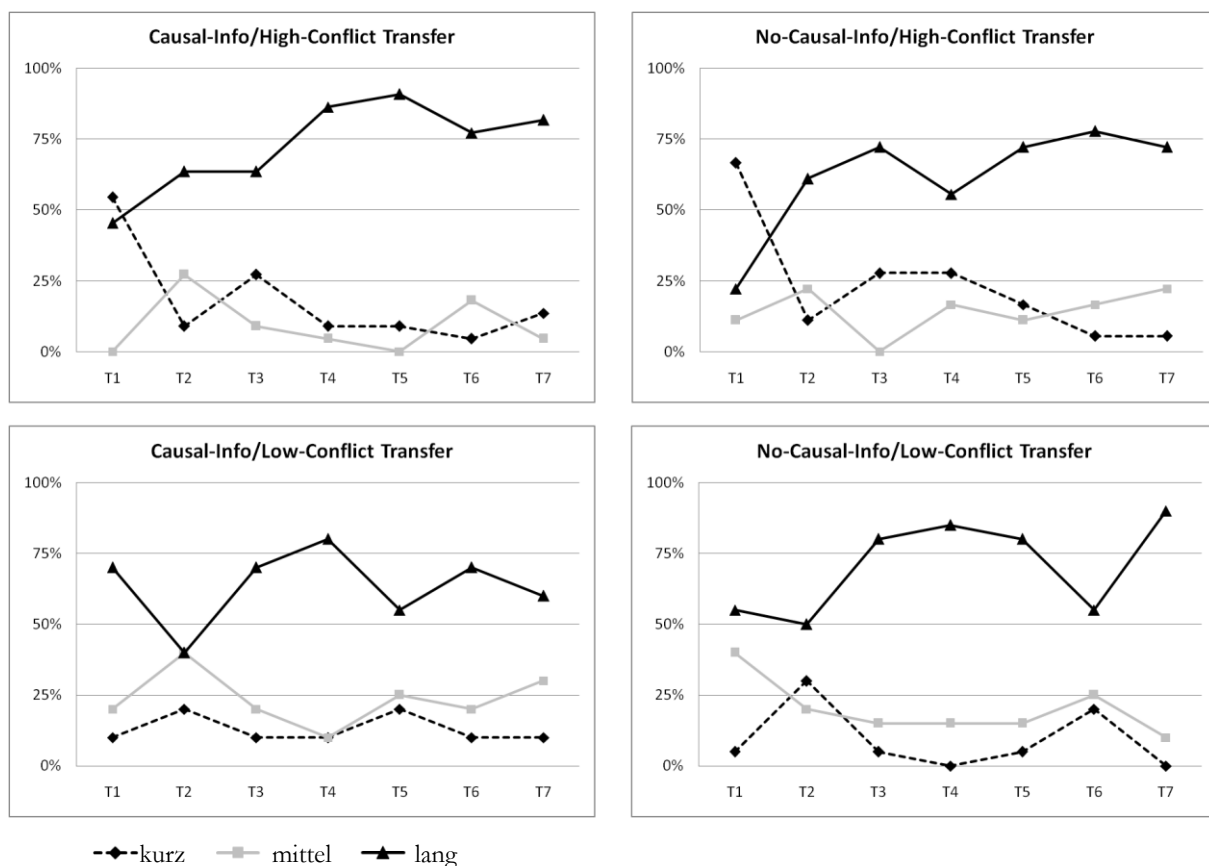 Causal-Info/High-Conflict Transfer
100%
75%
50%
25%
0%
T1 T2 T3 T4 T5 T6 T7
No-Causal-Info/High-Conflict Transfer
100%
75%
50%
25%
0%
T1 T2 T3 T4 T5 T6 T7
Causal-Info/Low-Conflict Transfer
100%
75%
50%
25%
0%
T1 T2 T3 T4 T5 T6 T7
No-Causal-Info/Low-Conflict Transfer
100%
75%
50%
25%
0%
T1 T2 T3 T4 T5 T6 T7
kurz mittel lang